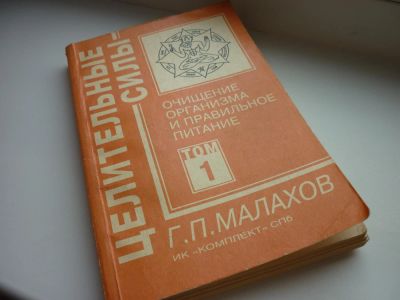 ЦЕЛИТЕЛЬНЫЕ
СИЛЫ
ОЧИЩЕНИЕ
ОРГАНИЗМА
И ПРАВИЛЬНОЕ
ПИТАНИЕ
ТОМ
1
Г.П.МАЛАХОВ
ИК «КОМПЛЕКТ» СПб